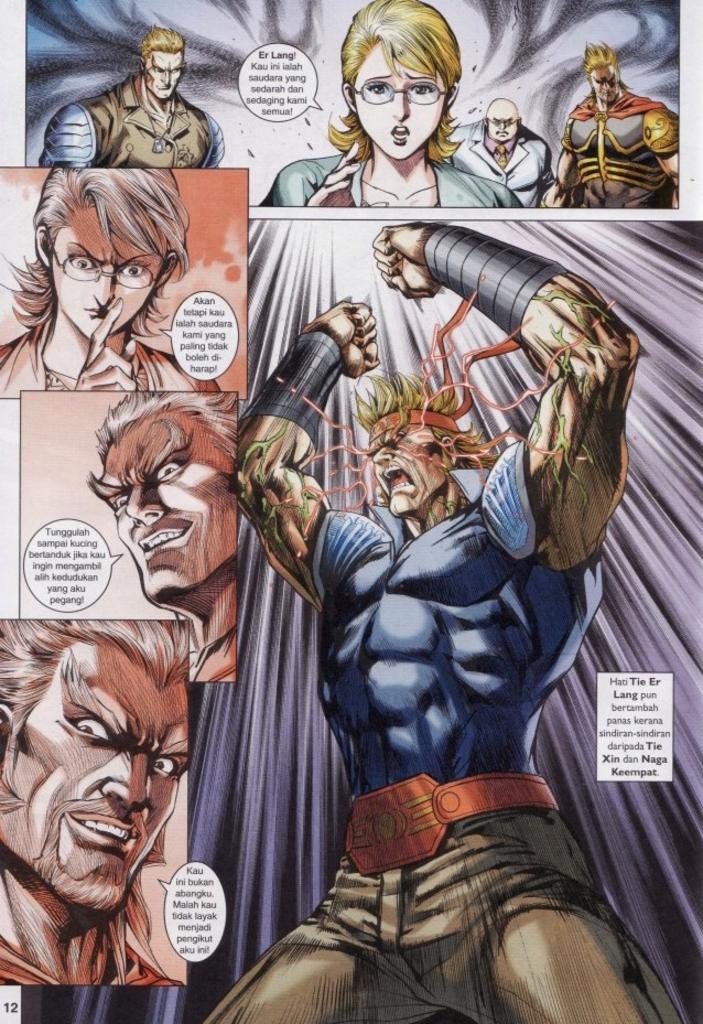 Er Lang!
Kau ini ialah
saudara yang
sedarah dan
sedaging kami
semua!
Akan
tetapi kau
ialah saudara
kami yang
paling tidak
boleh di-
harap!
Tunggulah
sampai kucing
bertanduk jika kau
ingin mengambil
alih kedudukan
yang aku
pegang!
Kau
ini bukan
abangku.
Malah kau
tidak layak
menjadi
pengikut
aku ini!
Hati Tie Er
Lang pun
bertambah
panas kerana
sindiran-sindiran
daripada Tie
Xin dan Naga
Keempat.
12